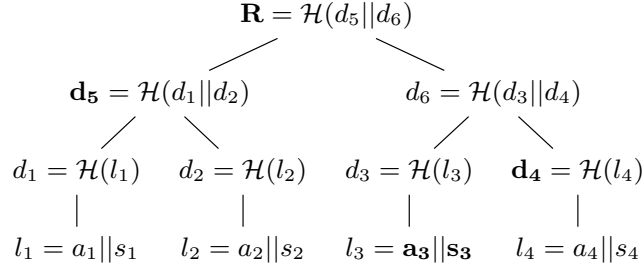 R = ℋ(d₅||d₆)
d₅ = ℋ(d₁||d₂) d₆ = ℋ(d₃||d₄)
d₁ = ℋ(l₁) d₂ = ℋ(l₂) d₃ = ℋ(l₃) d₄ = ℋ(l₄)
l₁ = a₁||s₁ l₂ = a₂||s₂ l₃ = a₃||s₃ l₄ = a₄||s₄